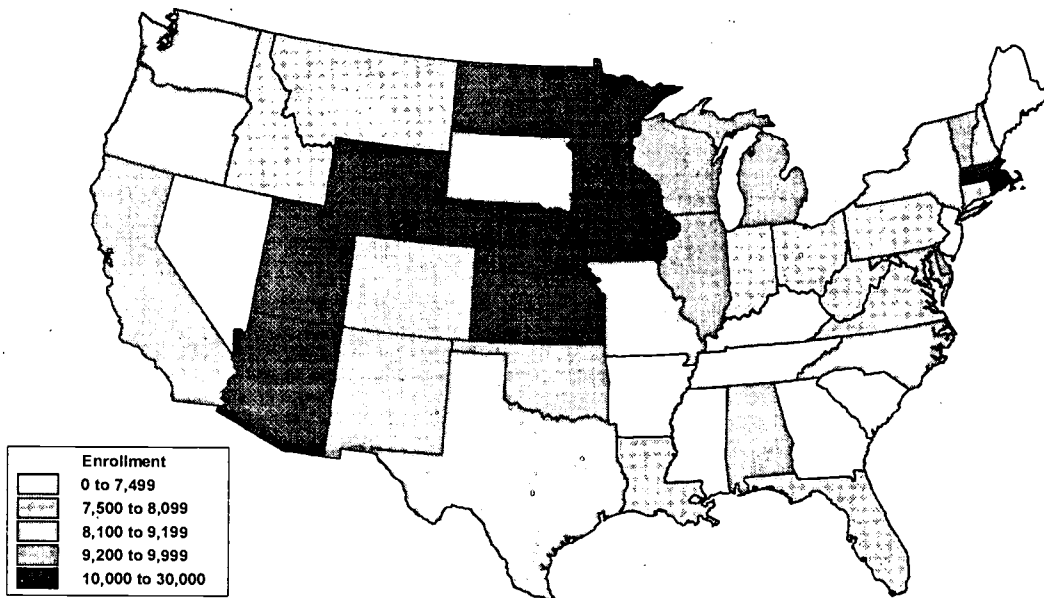 Enrollment
0 to 7,499
7,500 to 8,099
8,100 to 9,199
9,200 to 9,999
10,000 to 30,000